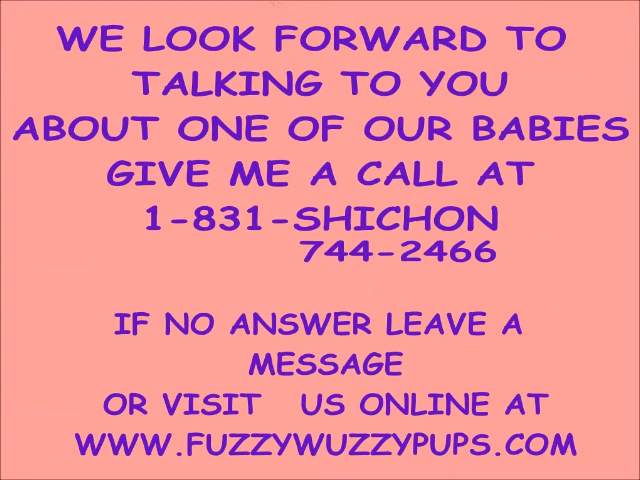 WE LOOK FORWARD TO
TALKING TO YOU
ABOUT ONE OF OUR BABIES
GIVE ME A CALL AT
1-831-SHICHON
744-2466
IF NO ANSWER LEAVE A
MESSAGE
OR VISIT US ONLINE AT
WWW.FUZZYWUZZYPUPS.COM